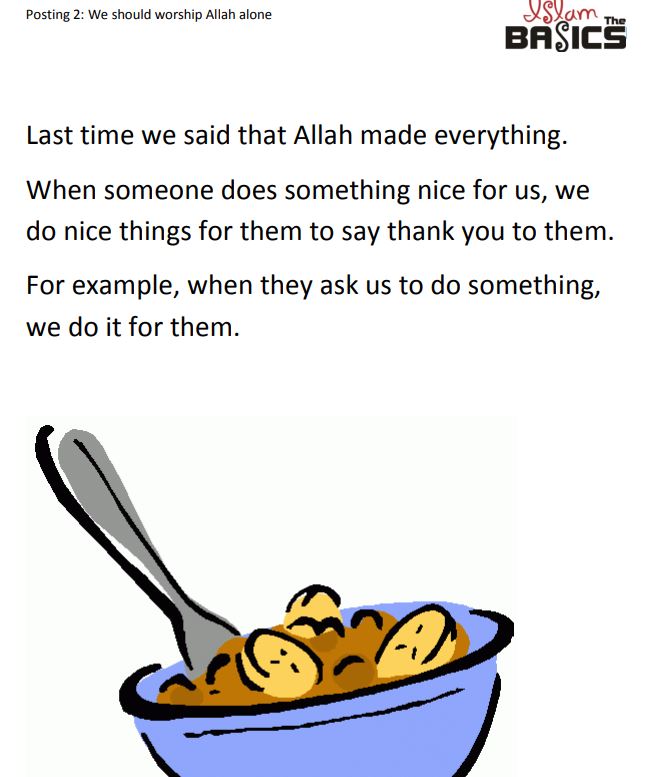 Posting 2: We should worship Allah alone
Islam The
BASICS
Last time we said that Allah made everything.
When someone does something nice for us, we
do nice things for them to say thank you to them.
For example, when they ask us to do something,
we do it for them.